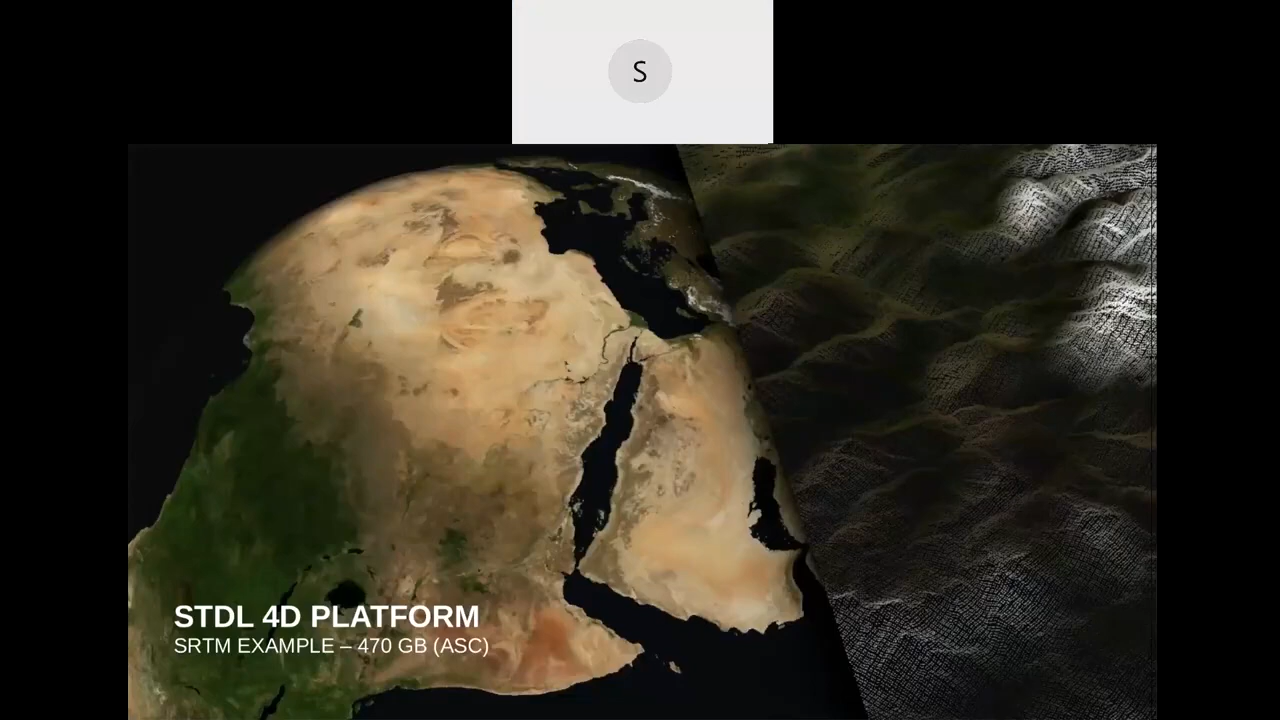 S
STDL 4D PLATFORM
SRTM EXAMPLE – 470 GB (ASC)